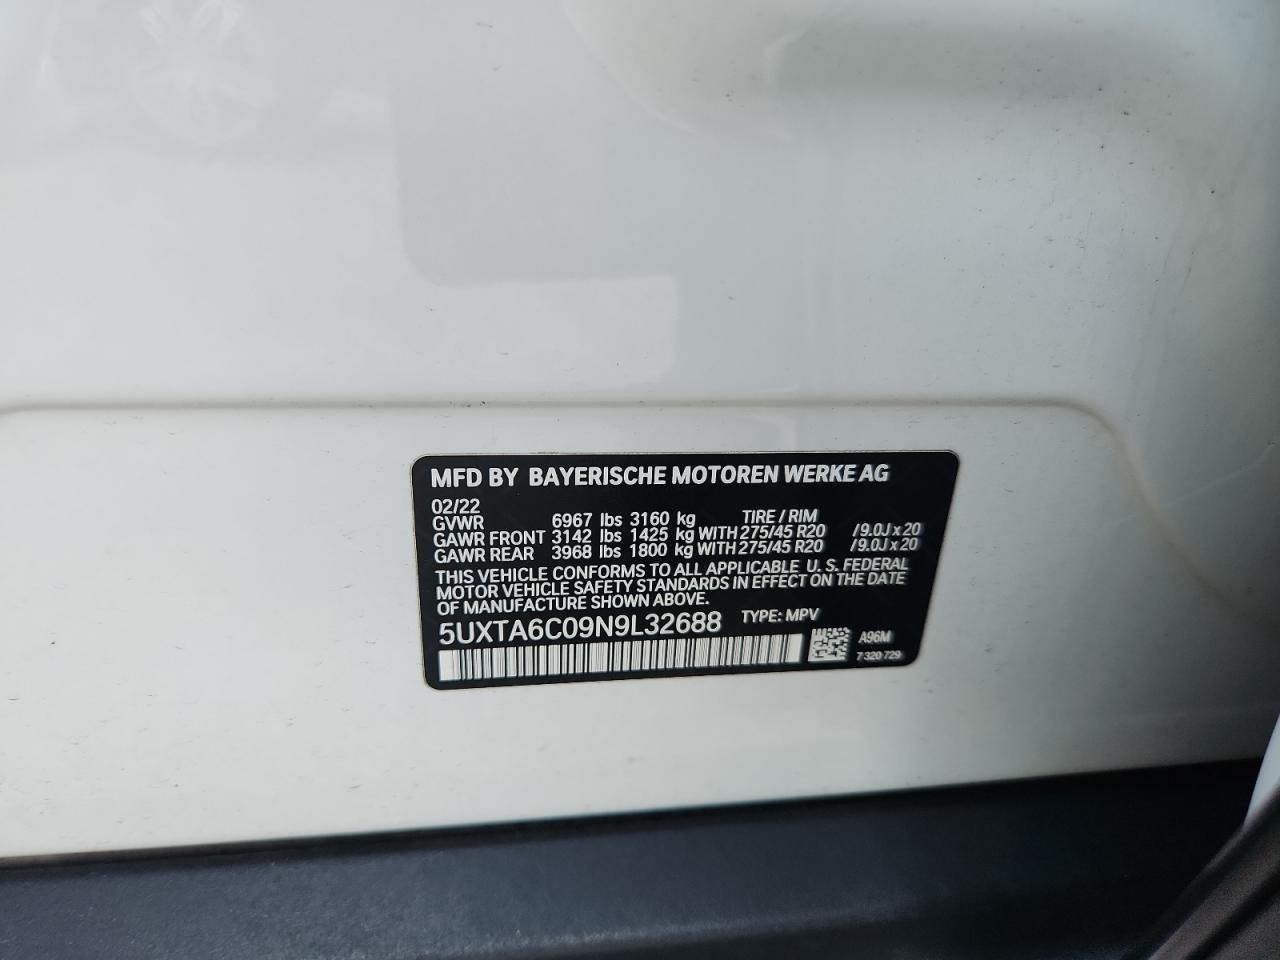 MFD BY BAYERISCHE MOTOREN WERKE AG
02/22
GVWR 6967 lbs 3160 kg TIRE / RIM
GAWR FRONT 3142 lbs 1425 kg WITH 275/45 R20 /9.0J x 20
GAWR REAR 3968 lbs 1800 kg WITH 275/45 R20 /9.0J x 20
THIS VEHICLE CONFORMS TO ALL APPLICABLE U. S. FEDERAL
MOTOR VEHICLE SAFETY STANDARDS IN EFFECT ON THE DATE
OF MANUFACTURE SHOWN ABOVE.
5UXTA6C09N9L32688 TYPE: MPV
A96M
7 320 729